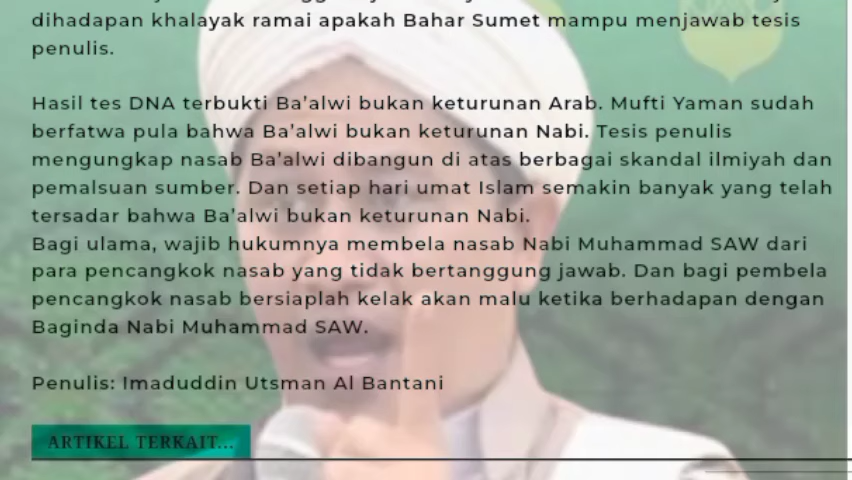 dihadapan khalayak ramai apakah Bahar Sumet mampu menjawab tesis
penulis.
Hasil tes DNA terbukti Ba’alwi bukan keturunan Arab. Mufti Yaman sudah
berfatwa pula bahwa Ba’alwi bukan keturunan Nabi. Tesis penulis
mengungkap nasab Ba’alwi dibangun di atas berbagai skandal ilmiyah dan
pemalsuan sumber. Dan setiap hari umat Islam semakin banyak yang telah
tersadar bahwa Ba’alwi bukan keturunan Nabi.
Bagi ulama, wajib hukumnya membela nasab Nabi Muhammad SAW dari
para pencangkok nasab yang tidak bertanggung jawab. Dan bagi pembela
pencangkok nasab bersiaplah kelak akan malu ketika berhadapan dengan
Baginda Nabi Muhammad SAW.
Penulis: Imaduddin Utsman Al Bantani
ARTIKEL TERKAIT...